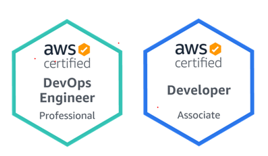 aws
certified
DevOps
Engineer
Professional
aws
certified
Developer
Associate